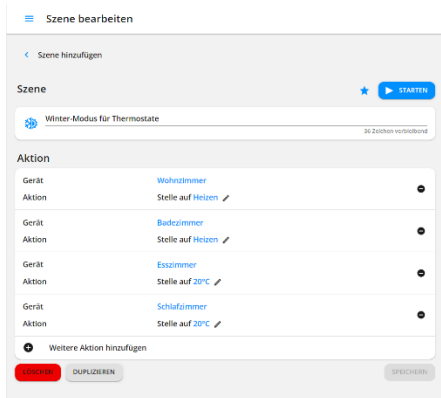 Szene bearbeiten
Szene hinzufügen
Szene
STARTEN
Winter-Modus für Thermostate
36 Zeichen verbleibend
Aktion
Gerät Wohnzimmer
Aktion Stelle auf Heizen
Gerät Badezimmer
Aktion Stelle auf Heizen
Gerät Esszimmer
Aktion Stelle auf 20°C
Gerät Schlafzimmer
Aktion Stelle auf 20°C
Weitere Aktion hinzufügen
LÖSCHEN DUPLIZIEREN SPEICHERN